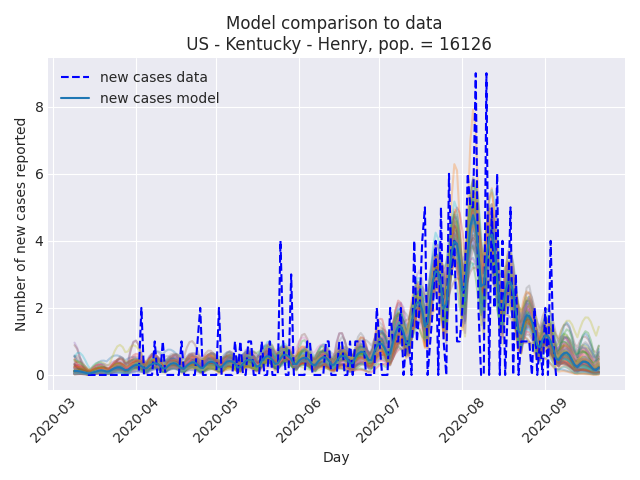 Model comparison to data
US - Kentucky - Henry, pop. = 16126
new cases data
new cases model
Number of new cases reported
8
6
4
2
0
2020-03
2020-04
2020-05
2020-06
2020-07
2020-08
2020-09
Day